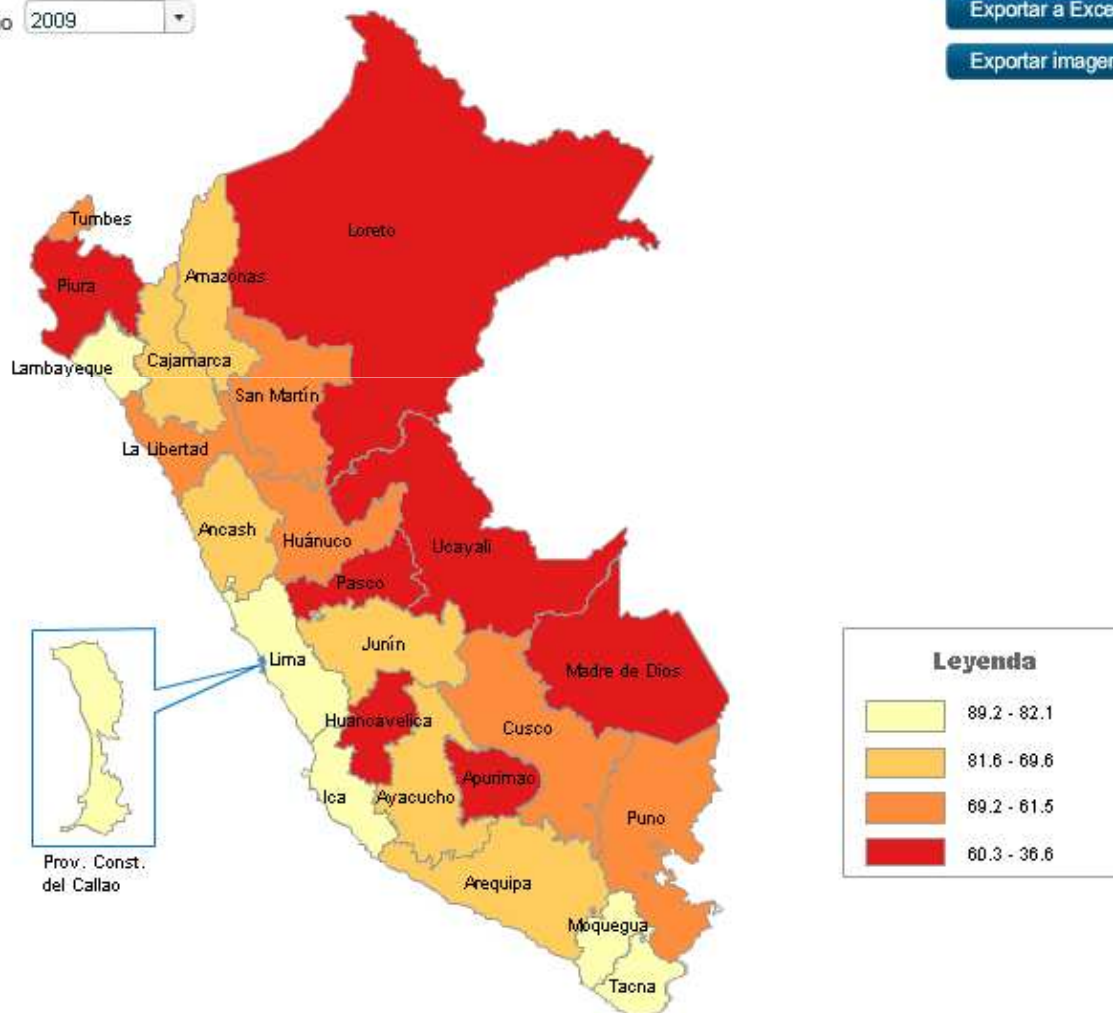 2009
Exportar a Exce
Exportar imager
Tumbes
Loreto
Amazonas
Piura
Cajamarca
Lambayeque
San Martín
La Libertad
Ancash
Huánuco
Ucayali
Pasco
Junín
Lima
Madre de Dios
Huancavelica
Cusco
Apurimac
Ica
Ayacucho
Puno
Prov. Const.
del Callao
Arequipa
Moquegua
Tacna
Leyenda
89.2 - 82.1
81.6 - 69.6
69.2 - 61.5
60.3 - 36.6